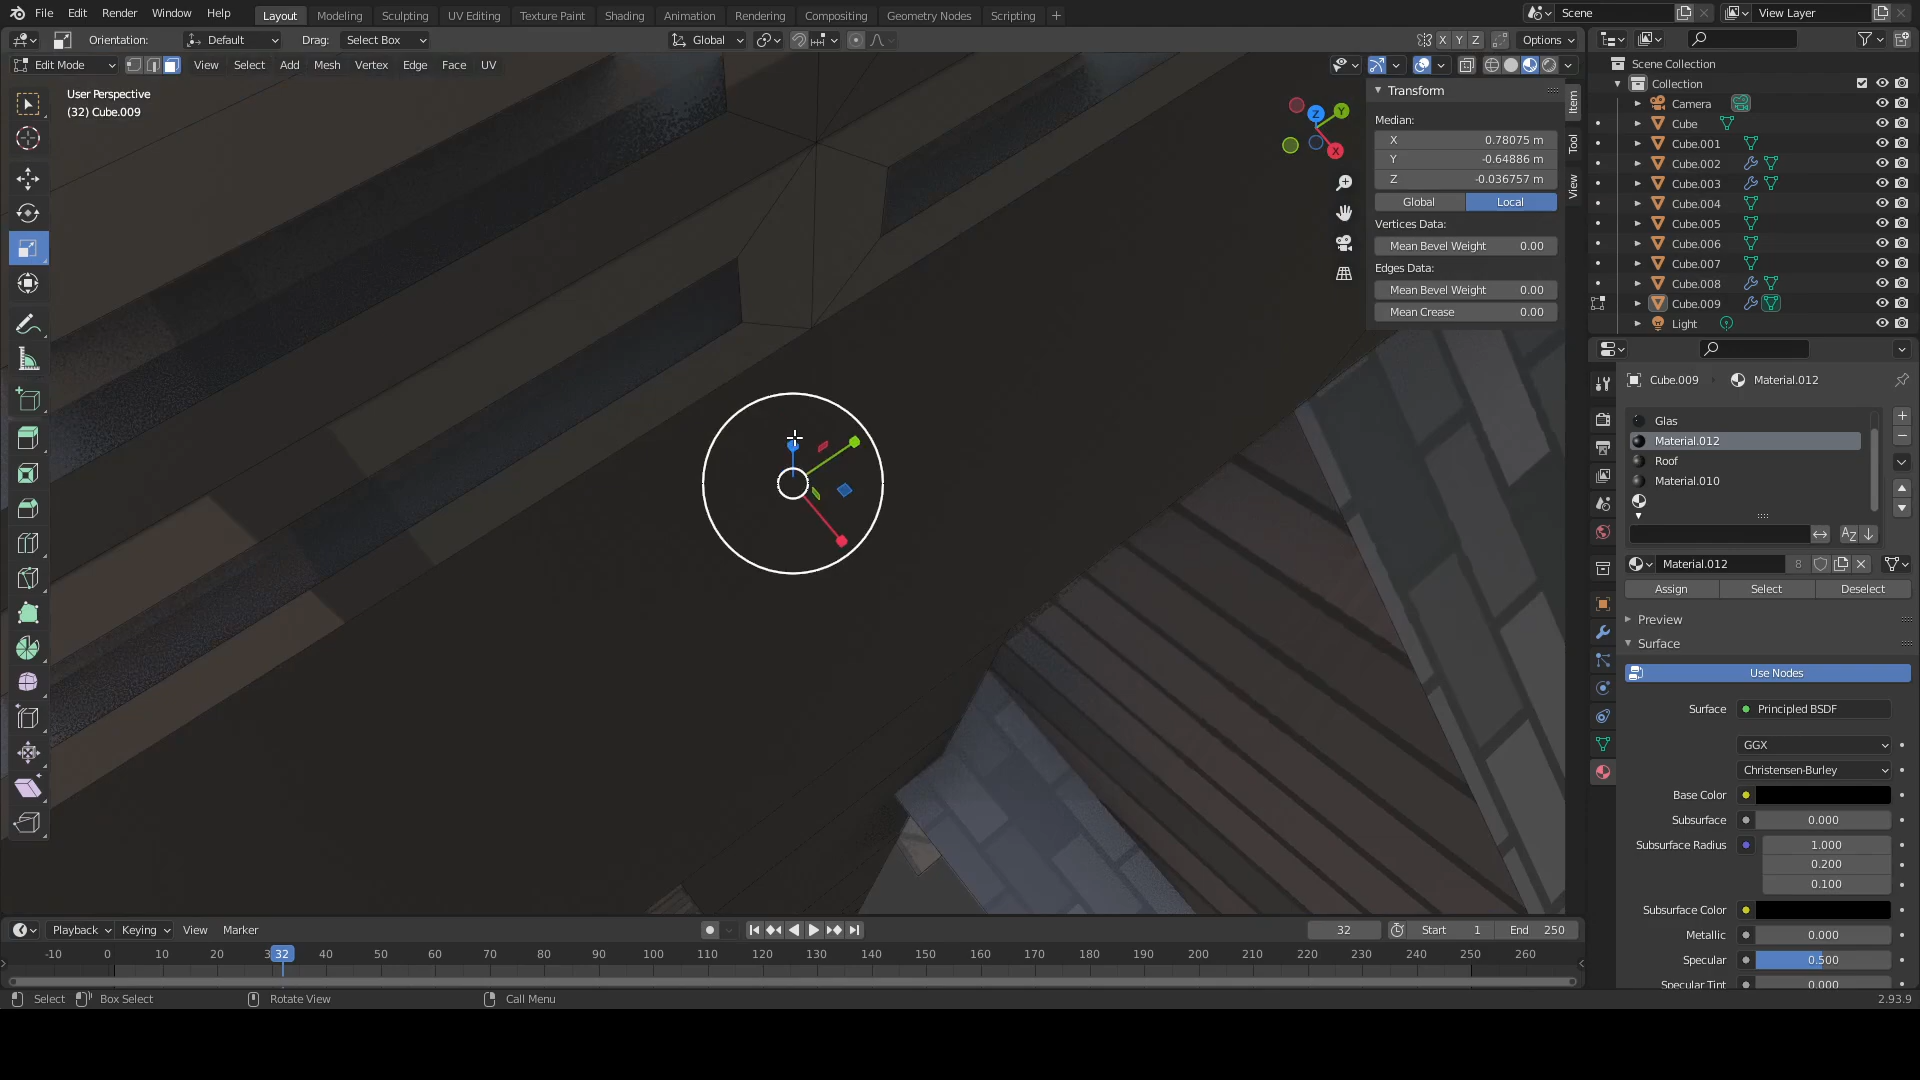 File Edit Render Window Help Layout Modeling Sculpting UV Editing Texture Paint Shading Animation Rendering Compositing Geometry Nodes Scripting + Scene View Layer
Orientation: Default Drag: Select Box Global X Y Z Options
Edit Mode View Select Add Mesh Vertex Edge Face UV
User Perspective
(32) Cube.009
Transform
Median:
X 0.78075 m
Y -0.64886 m
Z -0.036757 m
Global Local
Vertices Data:
Mean Bevel Weight 0.00
Edges Data:
Mean Bevel Weight 0.00
Mean Crease 0.00
Item
Tool
View
Z
Y
X
Scene Collection
Collection
Camera
Cube
Cube.001
Cube.002
Cube.003
Cube.004
Cube.005
Cube.006
Cube.007
Cube.008
Cube.009
Light
Cube.009 Material.012
Glas
Material.012
Roof
Material.010
AZ
Material.012 8
Assign Select Deselect
Preview
Surface
Use Nodes
Surface Principled BSDF
GGX
Christensen-Burley
Base Color
Subsurface 0.000
Subsurface Radius 1.000
0.200
0.100
Subsurface Color
Metallic 0.000
Specular 0.500
Specular Tint 0.000
Playback Keying View Marker 32 Start 1 End 250
-10 0 10 20 3 32 40 50 60 70 80 90 100 110 120 130 140 150 160 170 180 190 200 210 220 230 240 250 260
Select Box Select Rotate View Call Menu 2.93.9